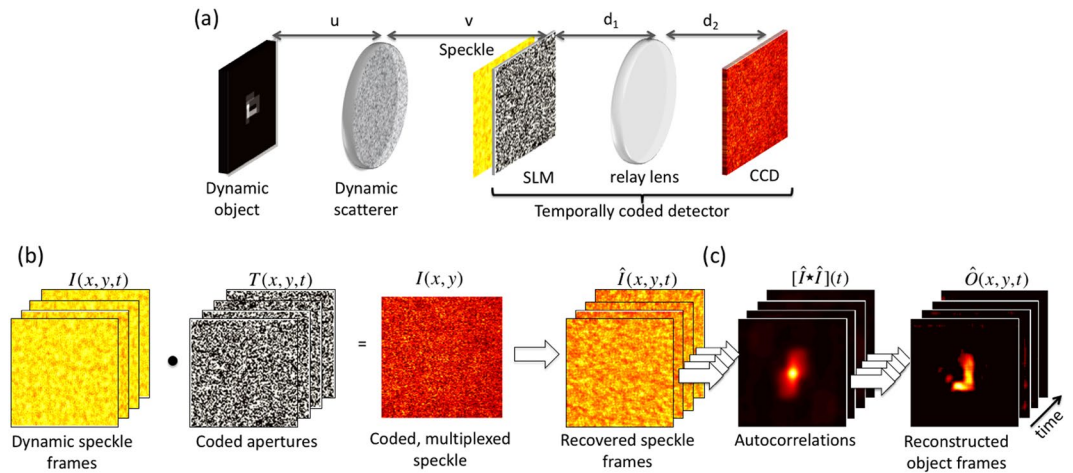 (a)
u
v
d₁
d₂
Speckle
SLM
relay lens
CCD
Dynamic
object
Dynamic
scatterer
Temporally coded detector
(b)
(c)
I(x,y,t)
T(x,y,t)
I(x,y)
Î(x,y,t)
[Î⋆Î](t)
Ô(x,y,t)
•
=
time
Dynamic speckle
frames
Coded apertures
Coded, multiplexed
speckle
Recovered speckle
frames
Autocorrelations
Reconstructed
object frames